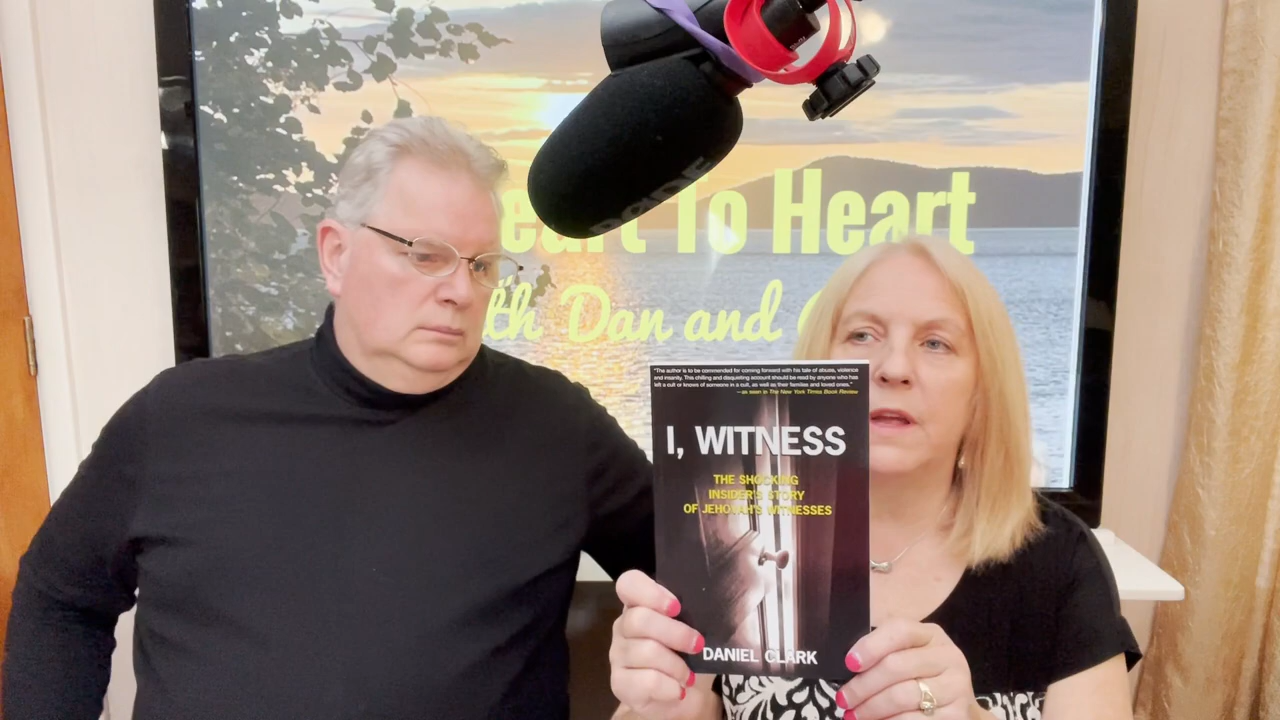 Heart To Heart
with Dan and
"The author is to be commended for coming forward with his tale of abuse, violence
and insanity. This chilling and disquieting account should be read by anyone who has
left a cult or knows of someone in a cult, as well as their families and loved ones."
—as seen in The New York Times Book Review
I, WITNESS
THE SHOCKING
INSIDER'S STORY
OF JEHOVAH'S WITNESSES
DANIEL CLARK